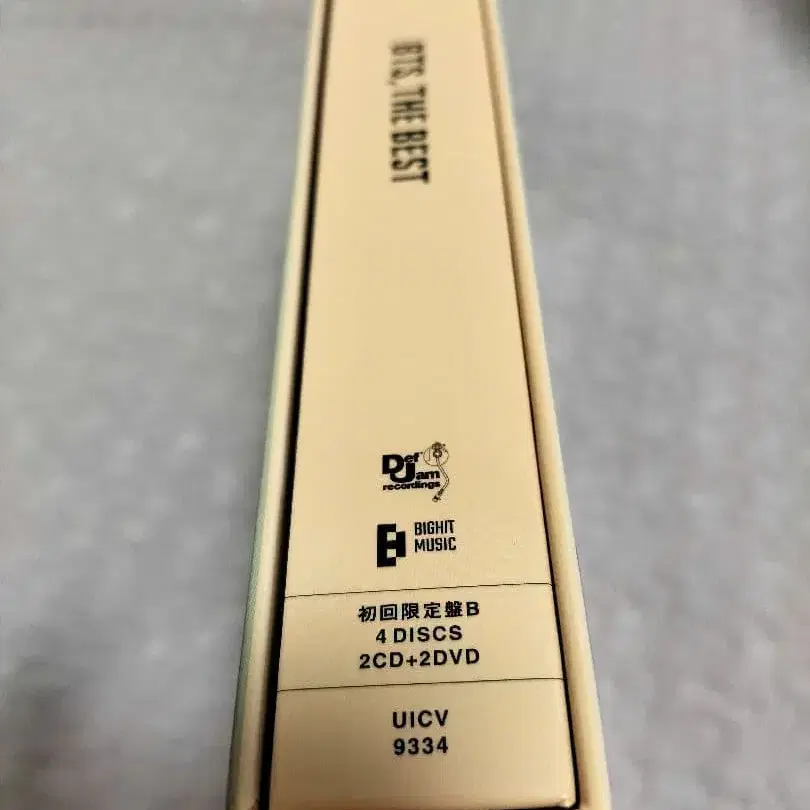 BTS, THE BEST
Def Jam
recordings
BIGHIT
MUSIC
初回限定盤B
4 DISCS
2CD+2DVD
UICV
9334